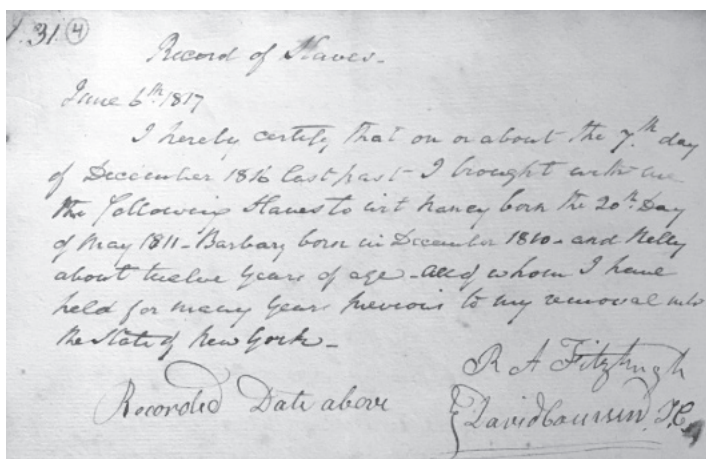 P. 31. 4
Record of Slaves.
June 6th 1817
I hereby certify that on or about the 7th day
of December 1816 last past I brought with me
the following Slaves to wit Nancy born the 20th Day
of May 1811 - Barbary born in December 1810 - and Nelly
about twelve years of age - All of whom I have
held for many years previous to my removal into
the State of New York -
R A Fitzhugh
Recorded Date above
David T.C